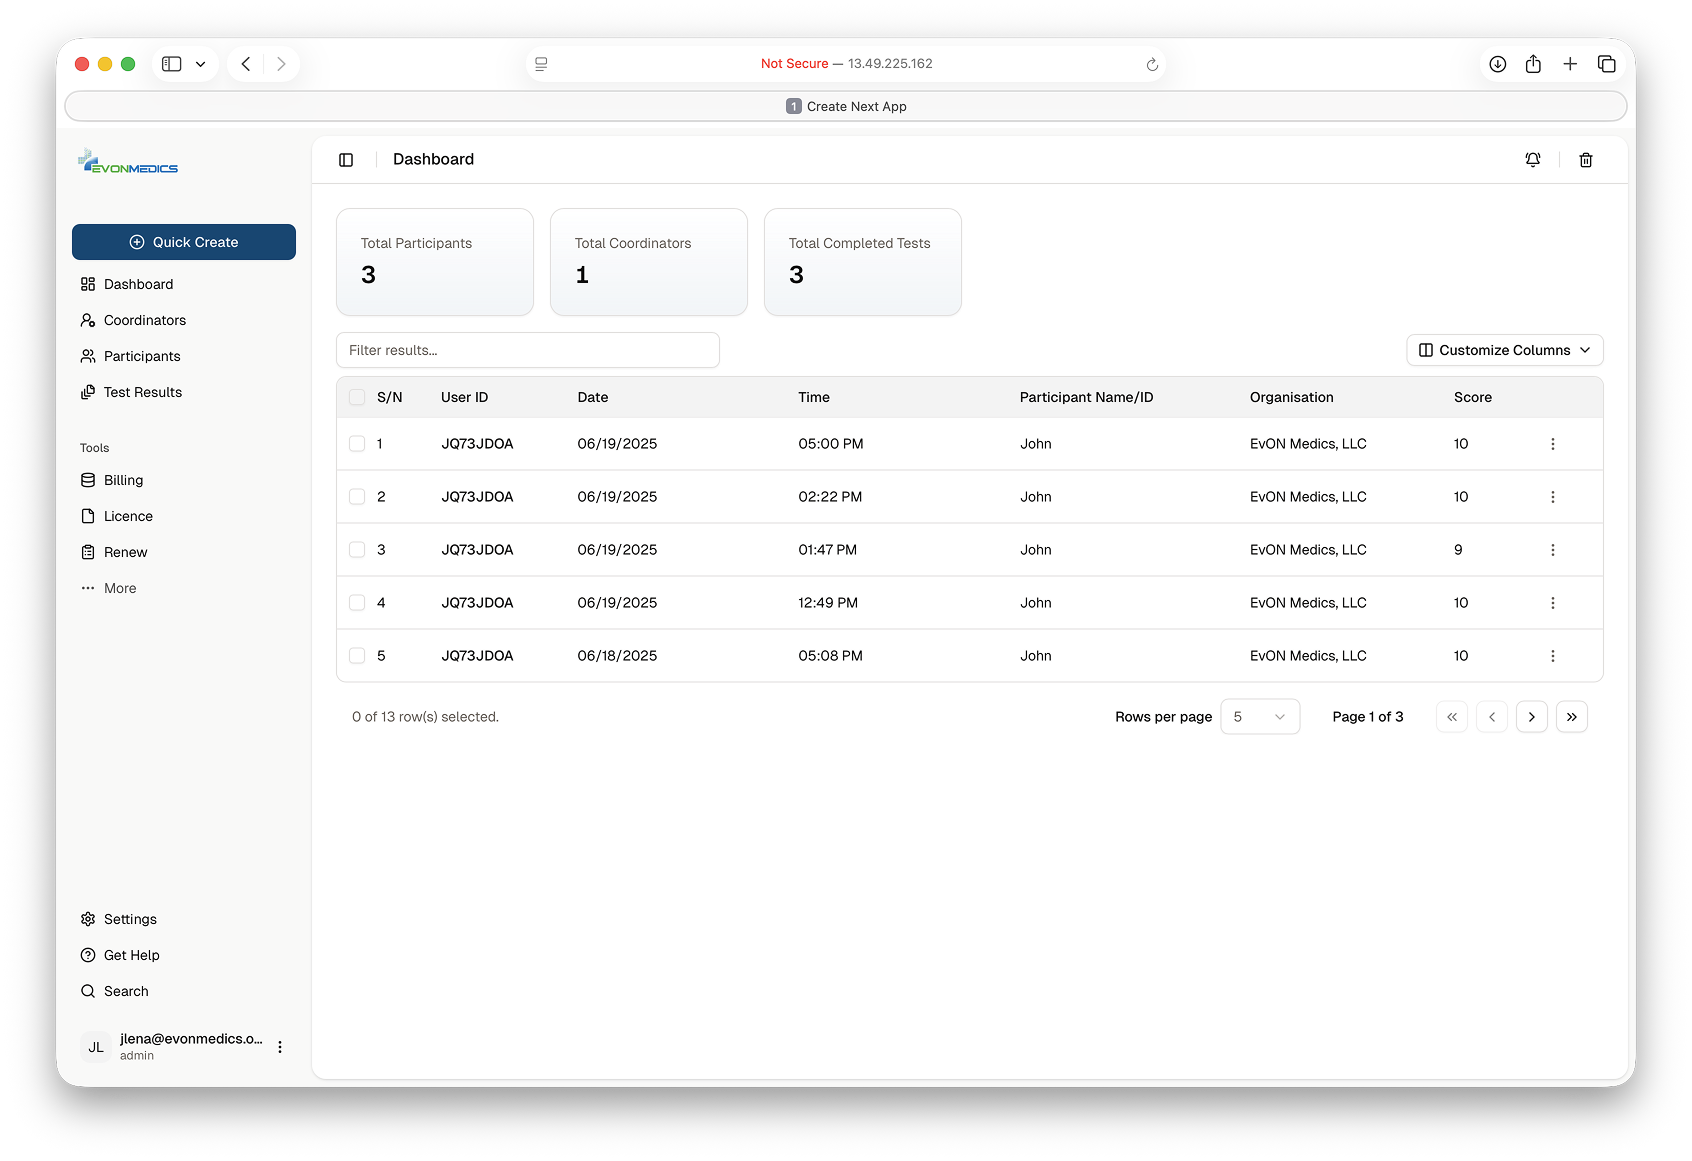 Not Secure — 13.49.225.162
1 Create Next App
EVONMEDICS
Dashboard
Quick Create
Dashboard
Coordinators
Participants
Test Results
Tools
Billing
Licence
Renew
More
Settings
Get Help
Search
JL
jlena@evonmedics.o...
admin
Total Participants
3
Total Coordinators
1
Total Completed Tests
3
Filter results...
Customize Columns
S/N User ID Date Time Participant Name/ID Organisation Score
1 JQ73JDOA 06/19/2025 05:00 PM John EvON Medics, LLC 10
2 JQ73JDOA 06/19/2025 02:22 PM John EvON Medics, LLC 10
3 JQ73JDOA 06/19/2025 01:47 PM John EvON Medics, LLC 9
4 JQ73JDOA 06/19/2025 12:49 PM John EvON Medics, LLC 10
5 JQ73JDOA 06/18/2025 05:08 PM John EvON Medics, LLC 10
0 of 13 row(s) selected.
Rows per page 5
Page 1 of 3